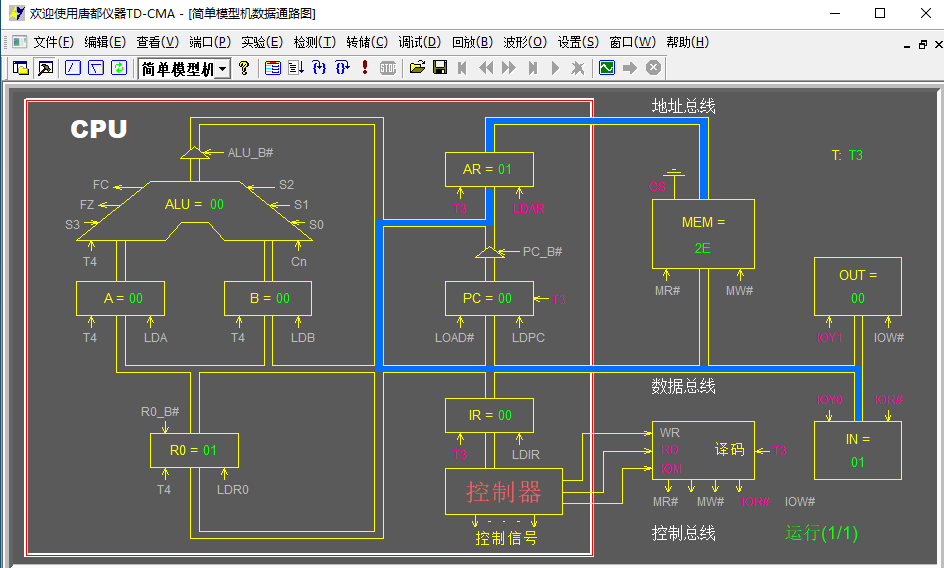 欢迎使用唐都仪器TD-CMA - [简单模型机数据通路图]
文件(F) 编辑(E) 查看(V) 端口(P) 实验(E) 检测(T) 转储(C) 调试(D) 回放(B) 波形(O) 设置(S) 窗口(W) 帮助(H)
简单模型机
STOP
CPU
地址总线
ALU_B#
T: T3
FC
S2
AR = 01
CS
FZ
ALU = 00
S1
T3
LDAR
MEM =
S3
S0
2E
T4
Cn
PC_B#
OUT =
MR#
MW#
A = 00
B = 00
PC = 00
T3
00
T4
LDA
T4
LDB
LOAD#
LDPC
IOY1
IOW#
数据总线
R0_B#
IR = 00
IOY0
IOR#
WR
译码
IN =
R0 = 01
T3
LDIR
RD
T3
01
IOM
T4
LDR0
控制器
MR#
MW#
IOR#
IOW#
控制信号
控制总线
运行(1/1)